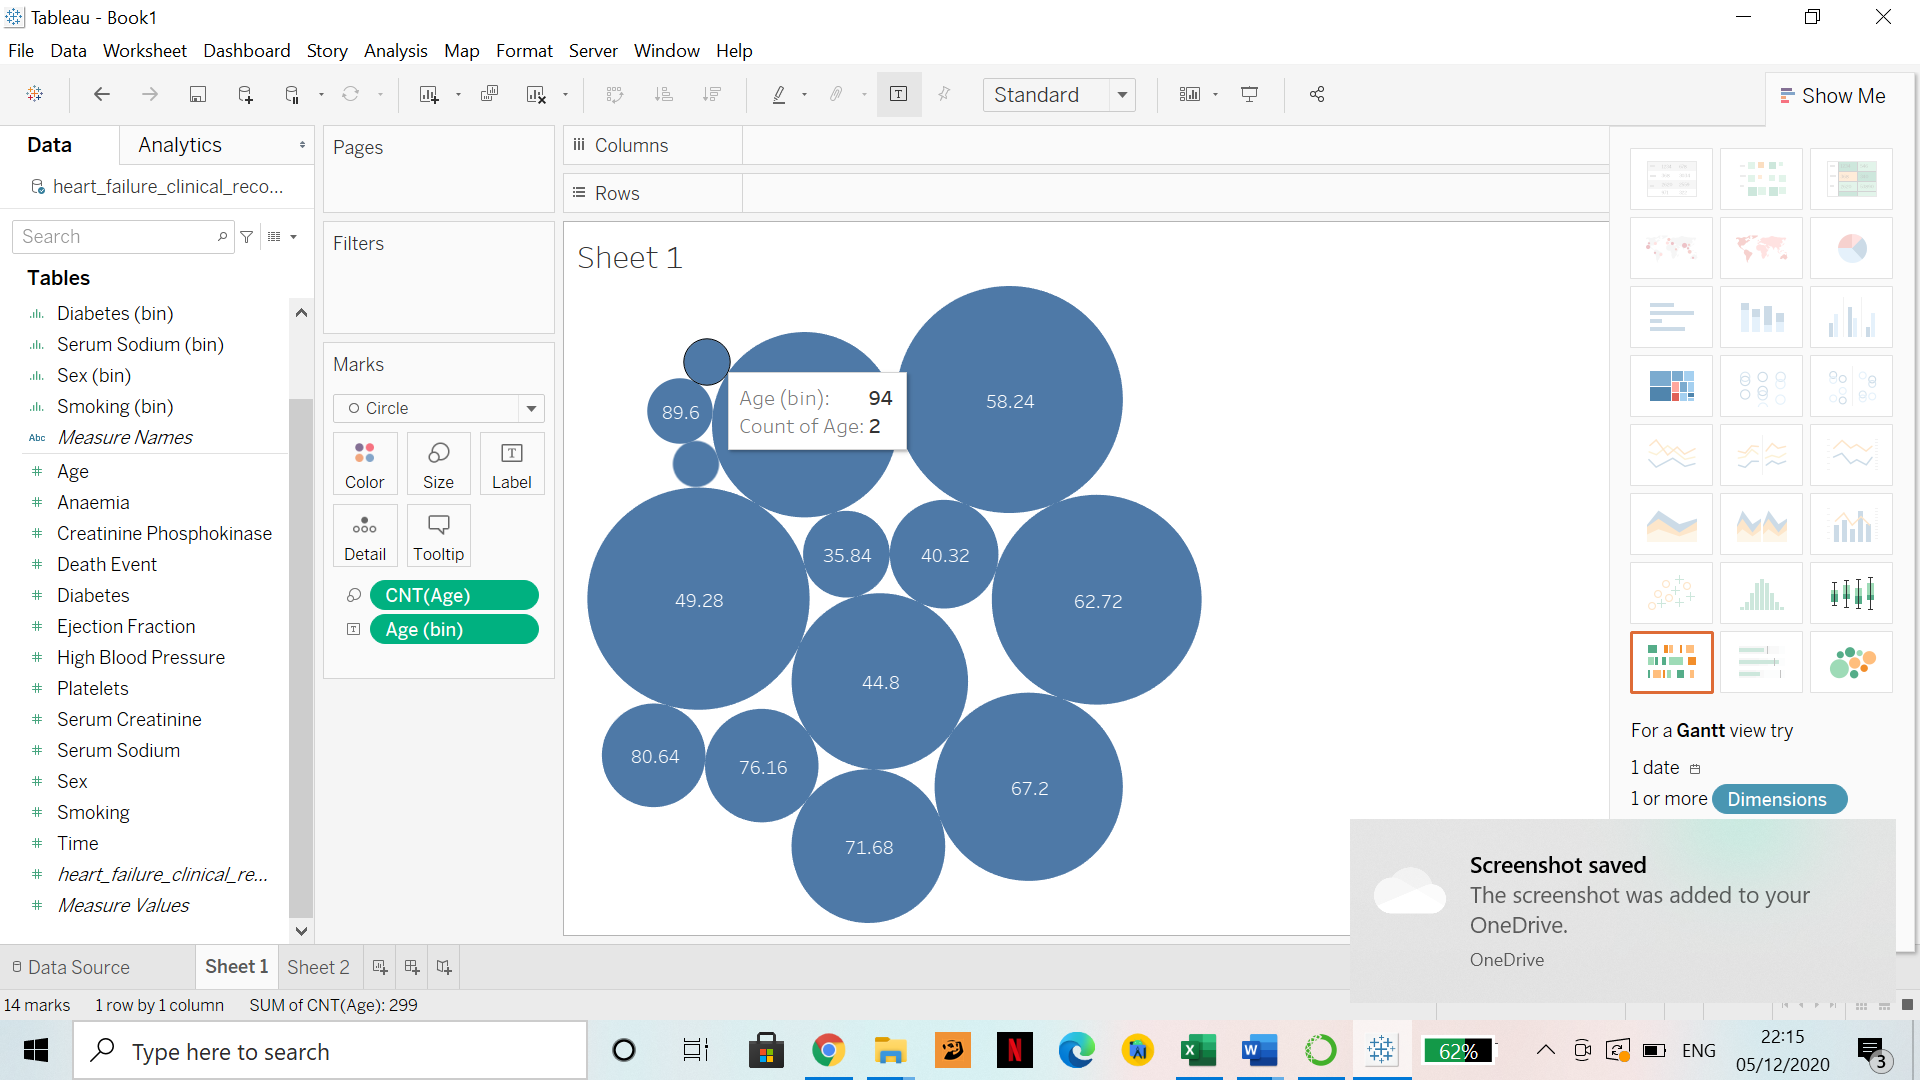 Tableau - Book1
File Data Worksheet Dashboard Story Analysis Map Format Server Window Help
Standard
Show Me
Data
Analytics
heart_failure_clinical_reco...
Search
Tables
Diabetes (bin)
Serum Sodium (bin)
Sex (bin)
Smoking (bin)
Abc Measure Names
# Age
# Anaemia
# Creatinine Phosphokinase
# Death Event
# Diabetes
# Ejection Fraction
# High Blood Pressure
# Platelets
# Serum Creatinine
# Serum Sodium
# Sex
# Smoking
# Time
# heart_failure_clinical_re...
# Measure Values
Pages
Filters
Marks
Circle
Color
Size
Label
Detail
Tooltip
CNT(Age)
Age (bin)
Columns
Rows
Sheet 1
58.24
89.6
Age (bin): 94
Count of Age: 2
35.84
40.32
49.28
62.72
44.8
80.64
76.16
67.2
71.68
For a Gantt view try
1 date
1 or more Dimensions
Screenshot saved
The screenshot was added to your
OneDrive.
OneDrive
Data Source
Sheet 1
Sheet 2
14 marks
1 row by 1 column
SUM of CNT(Age): 299
Type here to search
62%
ENG
22:15
05/12/2020
3